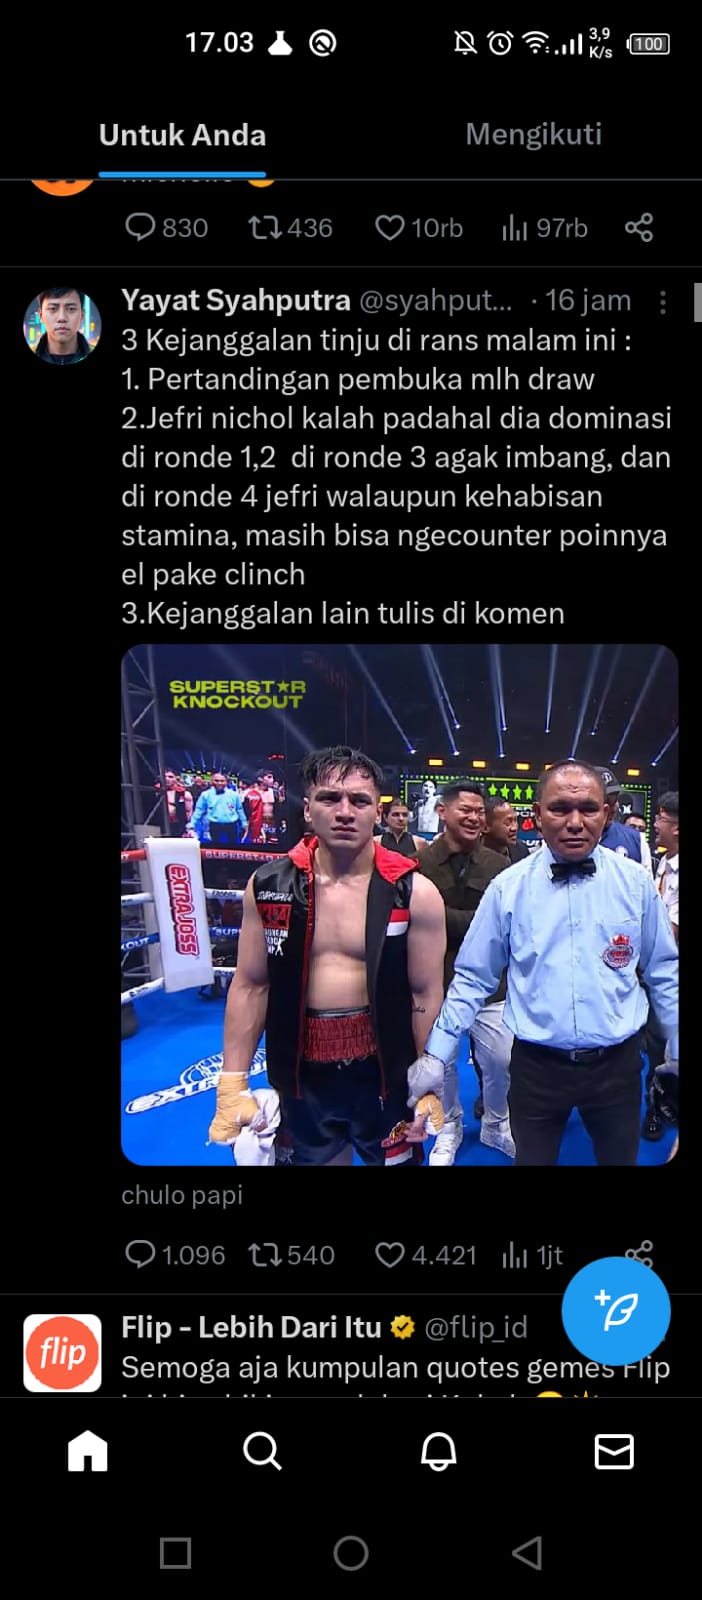 17.03
3,9
K/s
100
Untuk Anda
Mengikuti
830
436
10rb
97rb
Yayat Syahputra @syahput... · 16 jam
3 Kejanggalan tinju di rans malam ini :
1. Pertandingan pembuka mlh draw
2.Jefri nichol kalah padahal dia dominasi
di ronde 1,2  di ronde 3 agak imbang, dan
di ronde 4 jefri walaupun kehabisan
stamina, masih bisa ngecounter poinnya
el pake clinch
3.Kejanggalan lain tulis di komen
SUPERST★R
KNOCKOUT
EXTRAJOSS
chulo papi
1.096
540
4.421
1jt
flip
Flip - Lebih Dari Itu @flip_id
Semoga aja kumpulan quotes gemes Flip